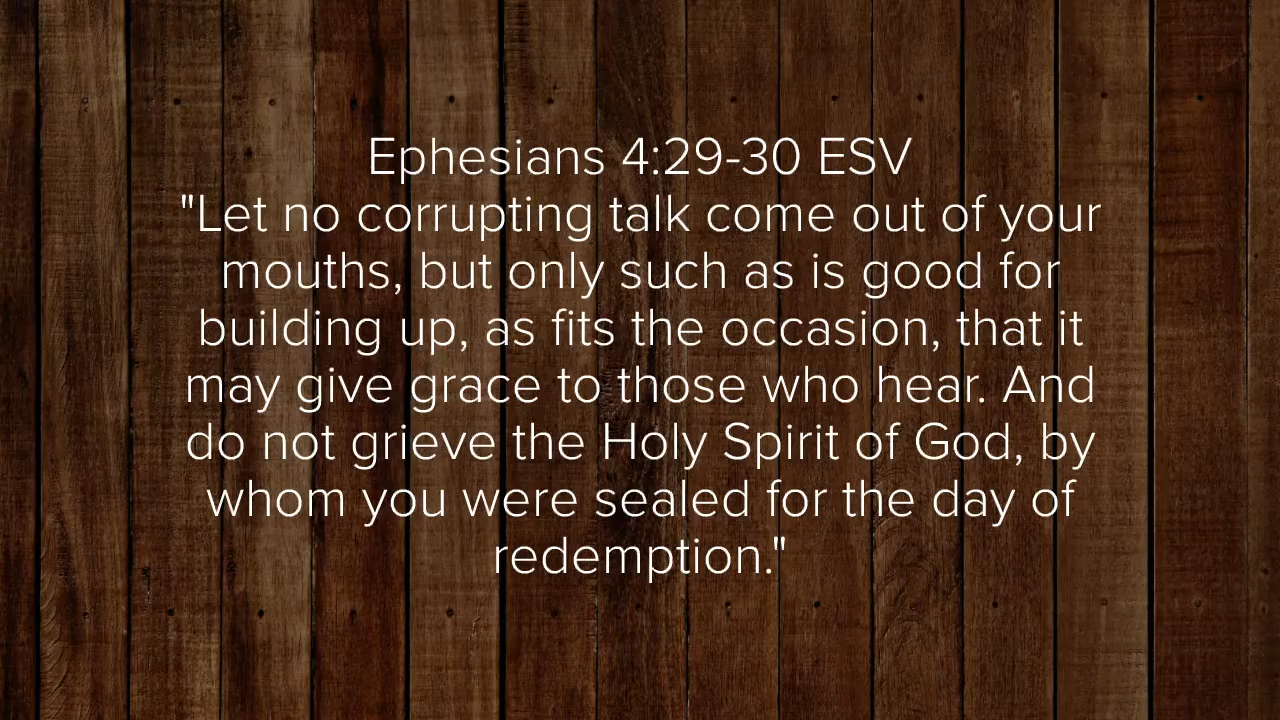 Ephesians 4:29-30 ESV
"Let no corrupting talk come out of your
mouths, but only such as is good for
building up, as fits the occasion, that it
may give grace to those who hear. And
do not grieve the Holy Spirit of God, by
whom you were sealed for the day of
redemption."